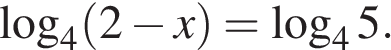 log₄(2 − x) = log₄ 5.